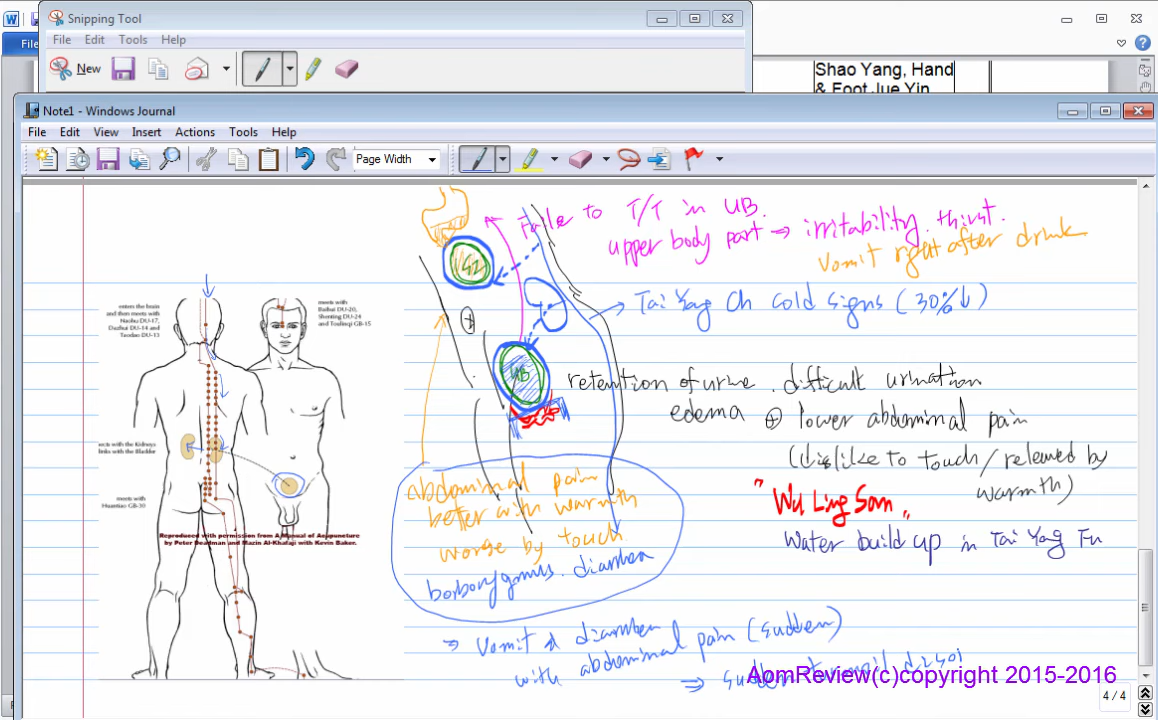 Snipping Tool
File Edit Tools Help
New
File
Shao Yang, Hand
& Foot Jue Yin
Note1 - Windows Journal
File Edit View Insert Actions Tools Help
Page Width
to T/T in UB.
upper body part → irritability. thirst.
vomit right after drink
SI
Tai Yang Ch cold signs (30%↓)
enters the brain
and then meets with
Naohu DU-17,
Dazhui DU-14 and
Taodao DU-13
meets with
Baihui DU-20,
Shenting DU-24
and Toulinqi GB-15
UB
retention of urine. difficult urination
edema ⊕ lower abdominal pain
(dislike to touch/relieved by
warmth)
ects with the Kidneys
links with the Bladder
meets with
Huantiao GB-30
Reproduced with permission from A Manual of Acupuncture
by Peter Deadman and Mazin Al-Khafaji with Kevin Baker.
abdominal pain
better with warmth
worse by touch
borborygmus. diarrhea
"Wu Ling San"
Water build up in Tai Yang Fu
⇒ Vomit & diarrhea
with abdominal pain (sudden)
⇒ sudden
AomReview(c)copyright 2015-2016
4 / 4